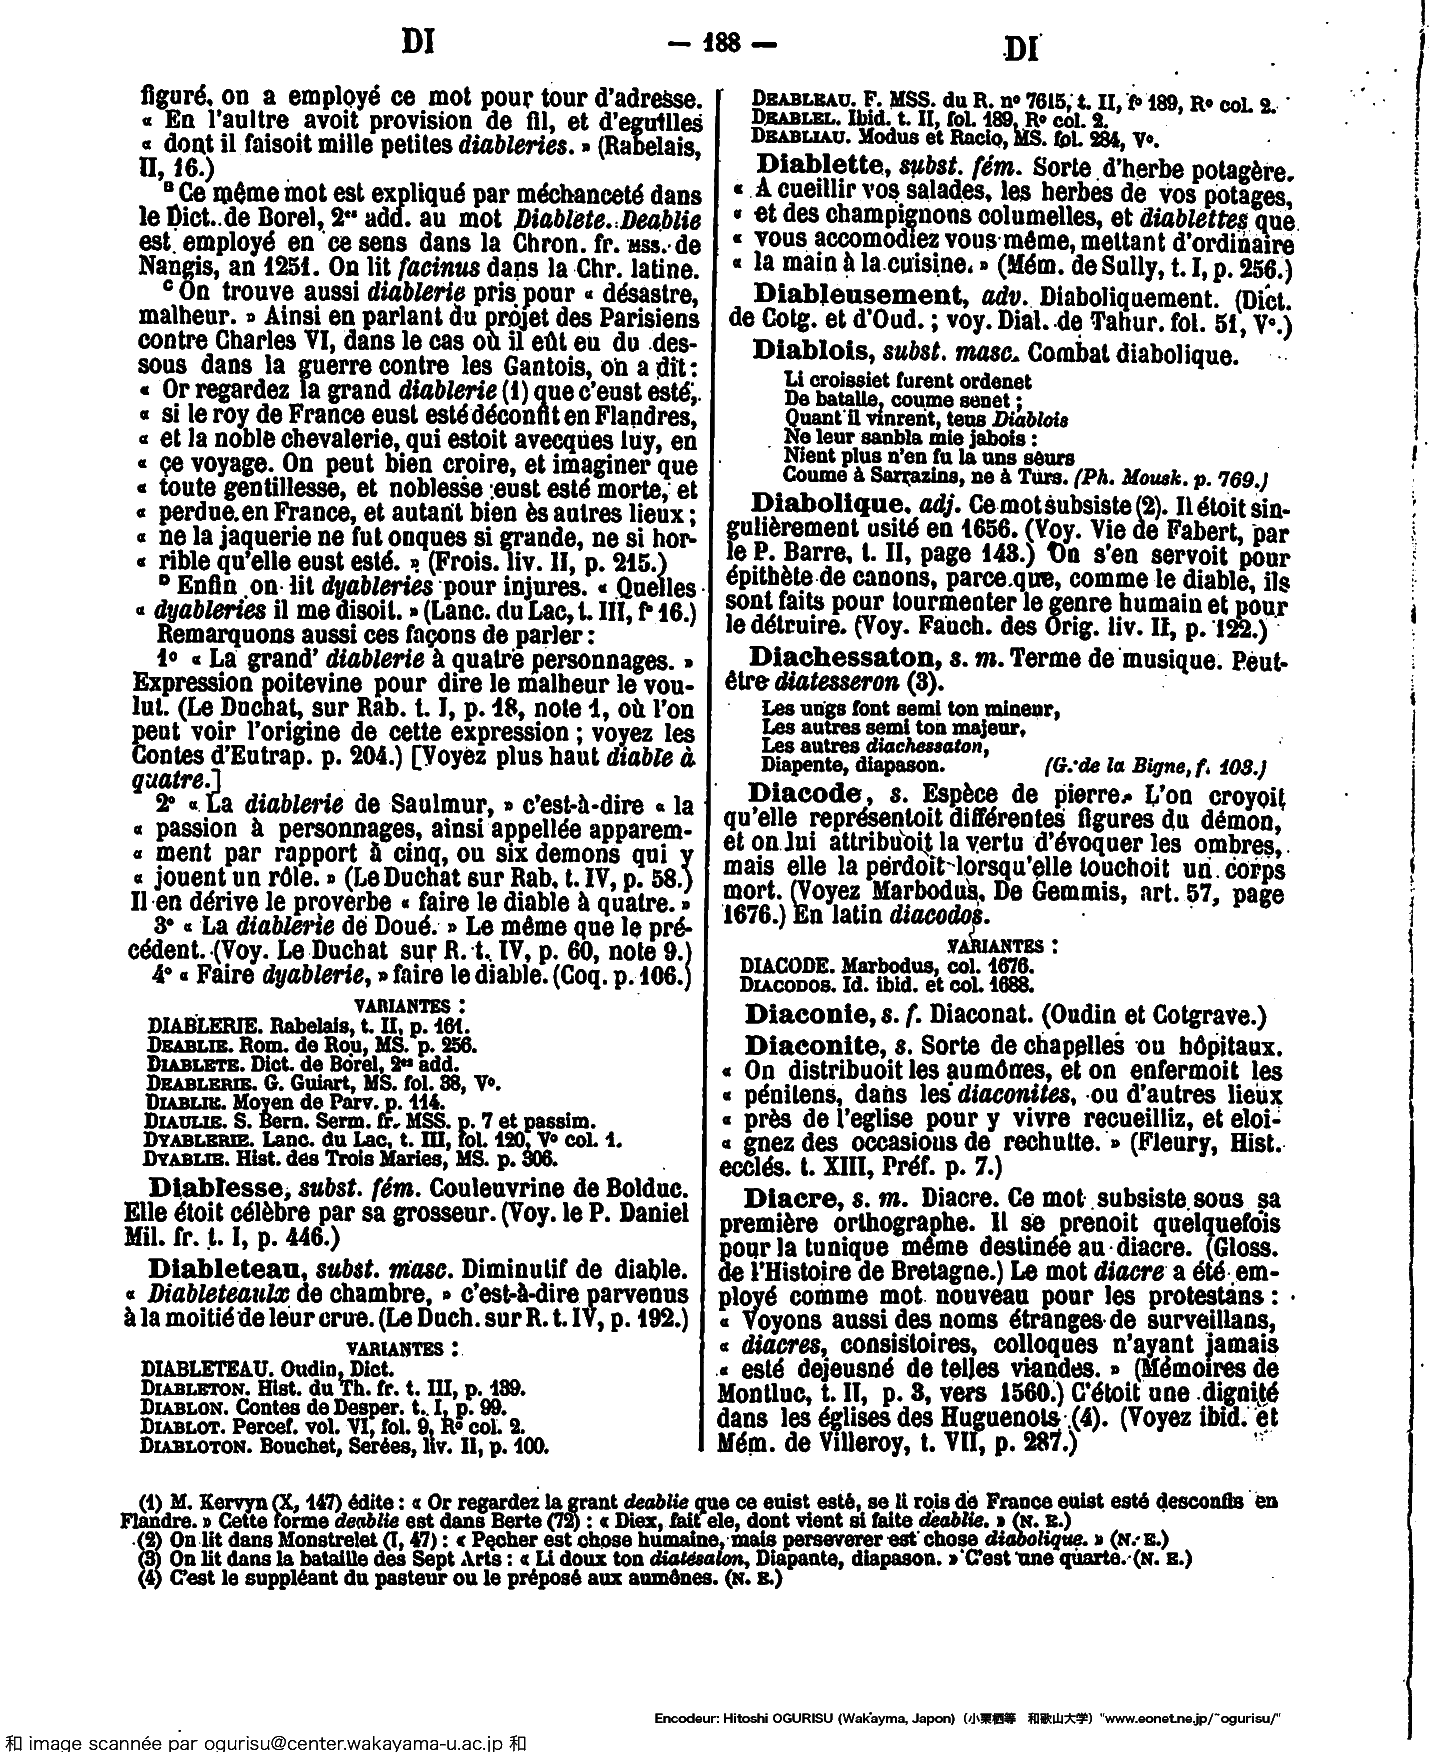 DI
— 188 —
DI
figuré, on a employé ce mot pour tour d'adresse.
« En l'aultre avoit provision de fil, et d'eguilles
« dont il faisoit mille petites diableries. » (Rabelais,
II, 16.)
B Ce même mot est expliqué par méchanceté dans
le Dict. de Borel, 2es add. au mot Diablete. Deablie
est employé en ce sens dans la Chron. fr. MSS. de
Nangis, an 1251. On lit facinus dans la Chr. latine.
C On trouve aussi diablerie pris pour « désastre,
malheur. » Ainsi en parlant du projet des Parisiens
contre Charles VI, dans le cas où il eût eu du des-
sous dans la guerre contre les Gantois, on a dit :
« Or regardez la grand diablerie (1) que c'eust esté,
« si le roy de France eust esté déconfit en Flandres,
« et la noble chevalerie, qui estoit avecques luy, en
« çe voyage. On peut bien croire, et imaginer que
« toute gentillesse, et noblesse eust esté morte, et
« perdue en France, et autant bien ès autres lieux ;
« ne la jaquerie ne fut onques si grande, ne si hor-
« rible qu'elle eust esté. » (Frois. liv. II, p. 215.)
D Enfin on lit dyableries pour injures. « Quelles
« dyableries il me disoit. » (Lanc. du Lac, t. III, fº 16.)
Remarquons aussi ces façons de parler :
1º « La grand' diablerie à quatre personnages. »
Expression poitevine pour dire le malheur le vou-
lut. (Le Duchat, sur Rab. t. I, p. 18, note 1, où l'on
peut voir l'origine de cette expression ; voyez les
Contes d'Eutrap. p. 204.) [Voyez plus haut diable à
quatre.]
2º « La diablerie de Saulmur, » c'est-à-dire « la
« passion à personnages, ainsi appellée apparem-
« ment par rapport à cinq, ou six demons qui y
« jouent un rôle. » (Le Duchat sur Rab. t. IV, p. 58.)
Il en dérive le proverbe « faire le diable à quatre. »
3º « La diablerie de Doué. » Le même que le pré-
cédent. (Voy. Le Duchat sur R. t. IV, p. 60, note 9.)
4º « Faire dyablerie, » faire le diable. (Coq. p. 106.)
VARIANTES :
DIABLERIE. Rabelais, t. II, p. 161.
DEABLIE. Rom. de Rou, MS. p. 256.
DIABLETE. Dict. de Borel, 2es add.
DEABLERIE. G. Guiart, MS. fol. 38, Vº.
DIABLIE. Moyen de Parv. p. 114.
DIAULIE. S. Bern. Serm. fr. MSS. p. 7 et passim.
DYABLERIE. Lanc. du Lac, t. III, fol. 120, Vº col. 1.
DYABLIE. Hist. des Trois Maries, MS. p. 306.
Diablesse, subst. fém. Couleuvrine de Bolduc.
Elle étoit célèbre par sa grosseur. (Voy. le P. Daniel
Mil. fr. t. I, p. 446.)
Diableteau, subst. masc. Diminutif de diable.
« Diableteaulx de chambre, » c'est-à-dire parvenus
à la moitié de leur crue. (Le Duch. sur R. t. IV, p. 192.)
VARIANTES :
DIABLETEAU. Oudin, Dict.
DIABLETON. Hist. du Th. fr. t. III, p. 139.
DIABLON. Contes de Desper. t. I, p. 99.
DIABLOT. Percef. vol. VI, fol. 9, Rº col. 2.
DIABLOTON. Bouchet, Serées, liv. II, p. 100.
DEABLEAU. F. MSS. du R. nº 7615, t. II, fº 189, Rº col. 2.
DEABLEL. Ibid. t. II, fol. 189, Rº col. 2.
DEABLIAU. Modus et Racio, MS. fol. 284, Vº.
Diablette, subst. fém. Sorte d'herbe potagère.
« A cueillir vos salades, les herbes de vos potages,
« et des champignons columelles, et diablettes que
« vous accomodiez vous même, mettant d'ordinaire
« la main à la cuisine. » (Mém. de Sully, t. I, p. 256.)
Diableusement, adv. Diaboliquement. (Dict.
de Cotg. et d'Oud. ; voy. Dial. de Tahur. fol. 51, Vº.)
Diablois, subst. masc. Combat diabolique.
Li croissiet furent ordenet
De bataille, coume senet ;
Quant il vinrent, teus Diablois
Ne leur sanbla mie jabois :
Nient plus n'en fu la uns seurs
Coume à Sarrazins, ne à Turs. (Ph. Mousk. p. 769.)
Diabolique, adj. Ce mot subsiste (2). Il étoit sin-
gulièrement usité en 1656. (Voy. Vie de Fabert, par
le P. Barre, t. II, page 143.) On s'en servoit pour
épithète de canons, parce que, comme le diable, ils
sont faits pour tourmenter le genre humain et pour
le détruire. (Voy. Fauch. des Orig. liv. II, p. 122.)
Diachessaton, s. m. Terme de musique. Peut-
être diatesseron (3).
Les ungs font semi ton mineur,
Les autres semi ton majeur,
Les autres diachessaton,
Diapente, diapason. (G. de la Bigne, f. 103.)
Diacode, s. Espèce de pierre. L'on croyoit
qu'elle représentoit différentes figures du démon,
et on lui attribuoit la vertu d'évoquer les ombres,
mais elle la perdoit lorsqu'elle touchoit un corps
mort. (Voyez Marbodus, De Gemmis, art. 57, page
1676.) En latin diacodos.
VARIANTES :
DIACODE. Marbodus, col. 1676.
DIACODOS. Id. ibid. et col. 1688.
Diaconie, s. f. Diaconat. (Oudin et Cotgrave.)
Diaconite, s. Sorte de chapelles ou hôpitaux.
« On distribuoit les aumônes, et on enfermoit les
« pénitens, dans les diaconites, ou d'autres lieux
« près de l'eglise pour y vivre recueilliz, et eloi-
« gnez des occasions de rechutte. » (Fleury, Hist.
ecclés. t. XIII, Préf. p. 7.)
Diacre, s. m. Diacre. Ce mot subsiste sous sa
première orthographe. Il se prenoit quelquefois
pour la tunique même destinée au diacre. (Gloss.
de l'Histoire de Bretagne.) Le mot diacre a été em-
ployé comme mot nouveau pour les protestans :
« Voyons aussi des noms étranges de surveillans,
« diacres, consistoires, colloques n'ayant jamais
« esté dejeusné de telles viandes. » (Mémoires de
Montluc, t. II, p. 3, vers 1560.) C'étoit une dignité
dans les églises des Huguenots (4). (Voyez ibid. et
Mém. de Villeroy, t. VII, p. 287.)
(1) M. Kervyn (X, 147) édite : « Or regardez la grant deablie que ce euist esté, se li rois de France euist esté desconfis en
Flandre. » Cette forme deablie est dans Berte (72) : « Diex, fait ele, dont vient si faite deablie. » (N. E.)
(2) On lit dans Monstrelet (I, 47) : « Pecher est chose humaine, mais perseverer est chose diabolique. » (N. E.)
(3) On lit dans la bataille des Sept Arts : « Li doux ton diatésalon, Diapante, diapason. » C'est une quarte. (N. E.)
(4) C'est le suppléant du pasteur ou le préposé aux aumônes. (N. E.)
Encodeur: Hitoshi OGURISU (Wakayma, Japon) (小栗栖等 和歌山大学) "www.eonet.ne.jp/~ogurisu/"
和 image scannée par ogurisu@center.wakayama-u.ac.jp 和